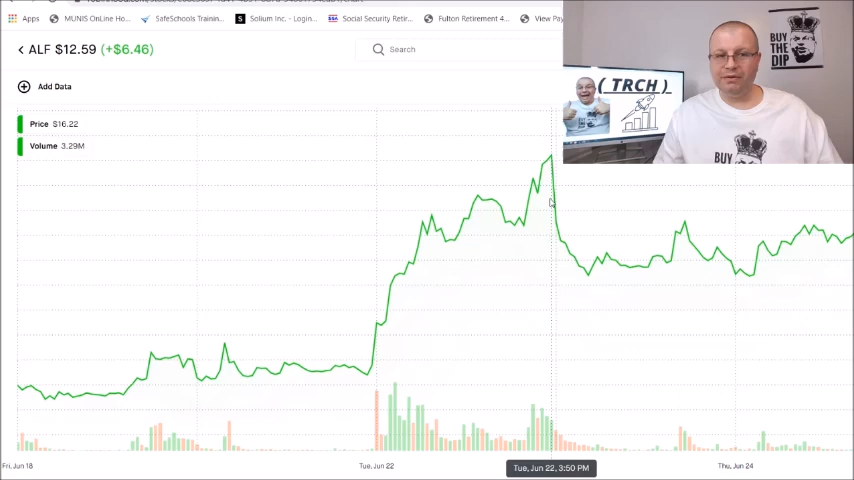 Apps
MUNIS OnLine Ho...
SafeSchools Trainin...
Solium Inc. - Login...
Social Security Retir...
Fulton Retirement 4...
View Pay
ALF $12.59 (+$6.46)
Search
Add Data
Price $16.22
Volume 3.29M
( TRCH )
BUY
THE
DIP
BUY
Fri, Jun 18
Tue, Jun 22
Tue, Jun 22, 3:50 PM
Thu, Jun 24